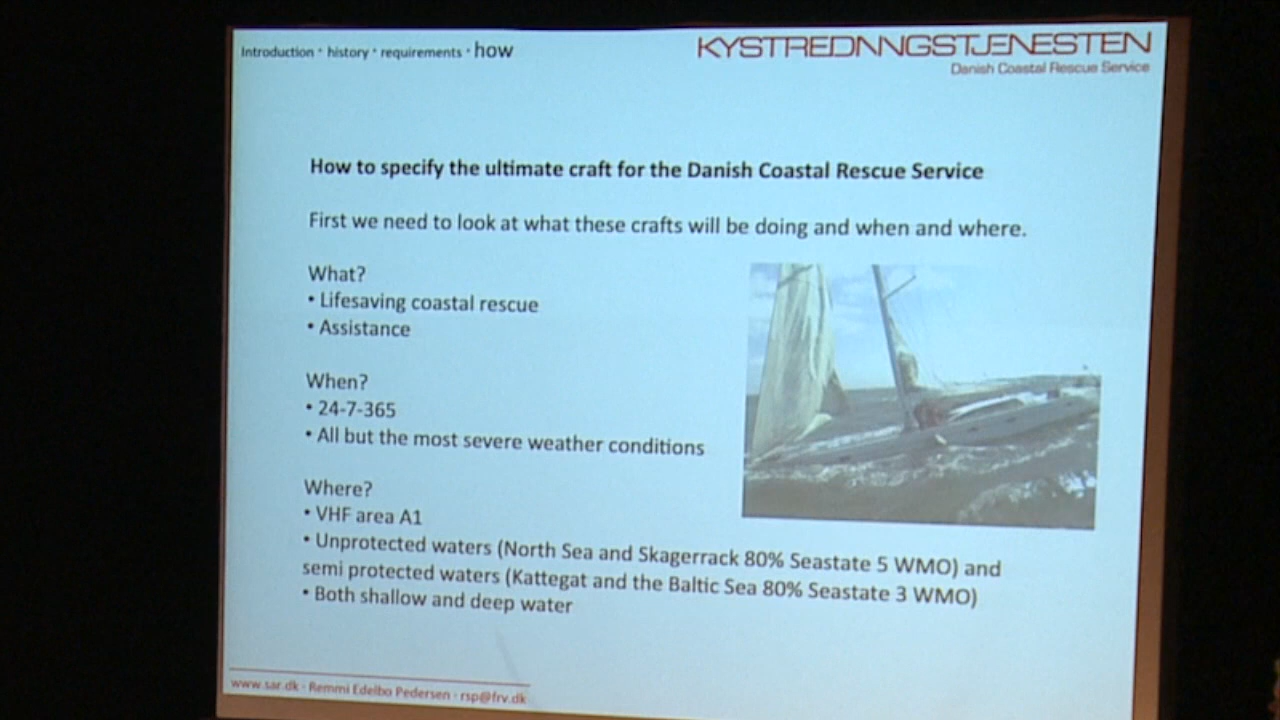 Introduction · history · requirements · how
KYSTREDNINGSTJENESTEN
Danish Coastal Rescue Service
How to specify the ultimate craft for the Danish Coastal Rescue Service
First we need to look at what these crafts will be doing and when and where.
What?
• Lifesaving coastal rescue
• Assistance
When?
• 24-7-365
• All but the most severe weather conditions
Where?
• VHF area A1
• Unprotected waters (North Sea and Skagerrack 80% Seastate 5 WMO) and
semi protected waters (Kattegat and the Baltic Sea 80% Seastate 3 WMO)
• Both shallow and deep water
www.sar.dk · Remmi Edelbo Pedersen · rsp@frv.dk